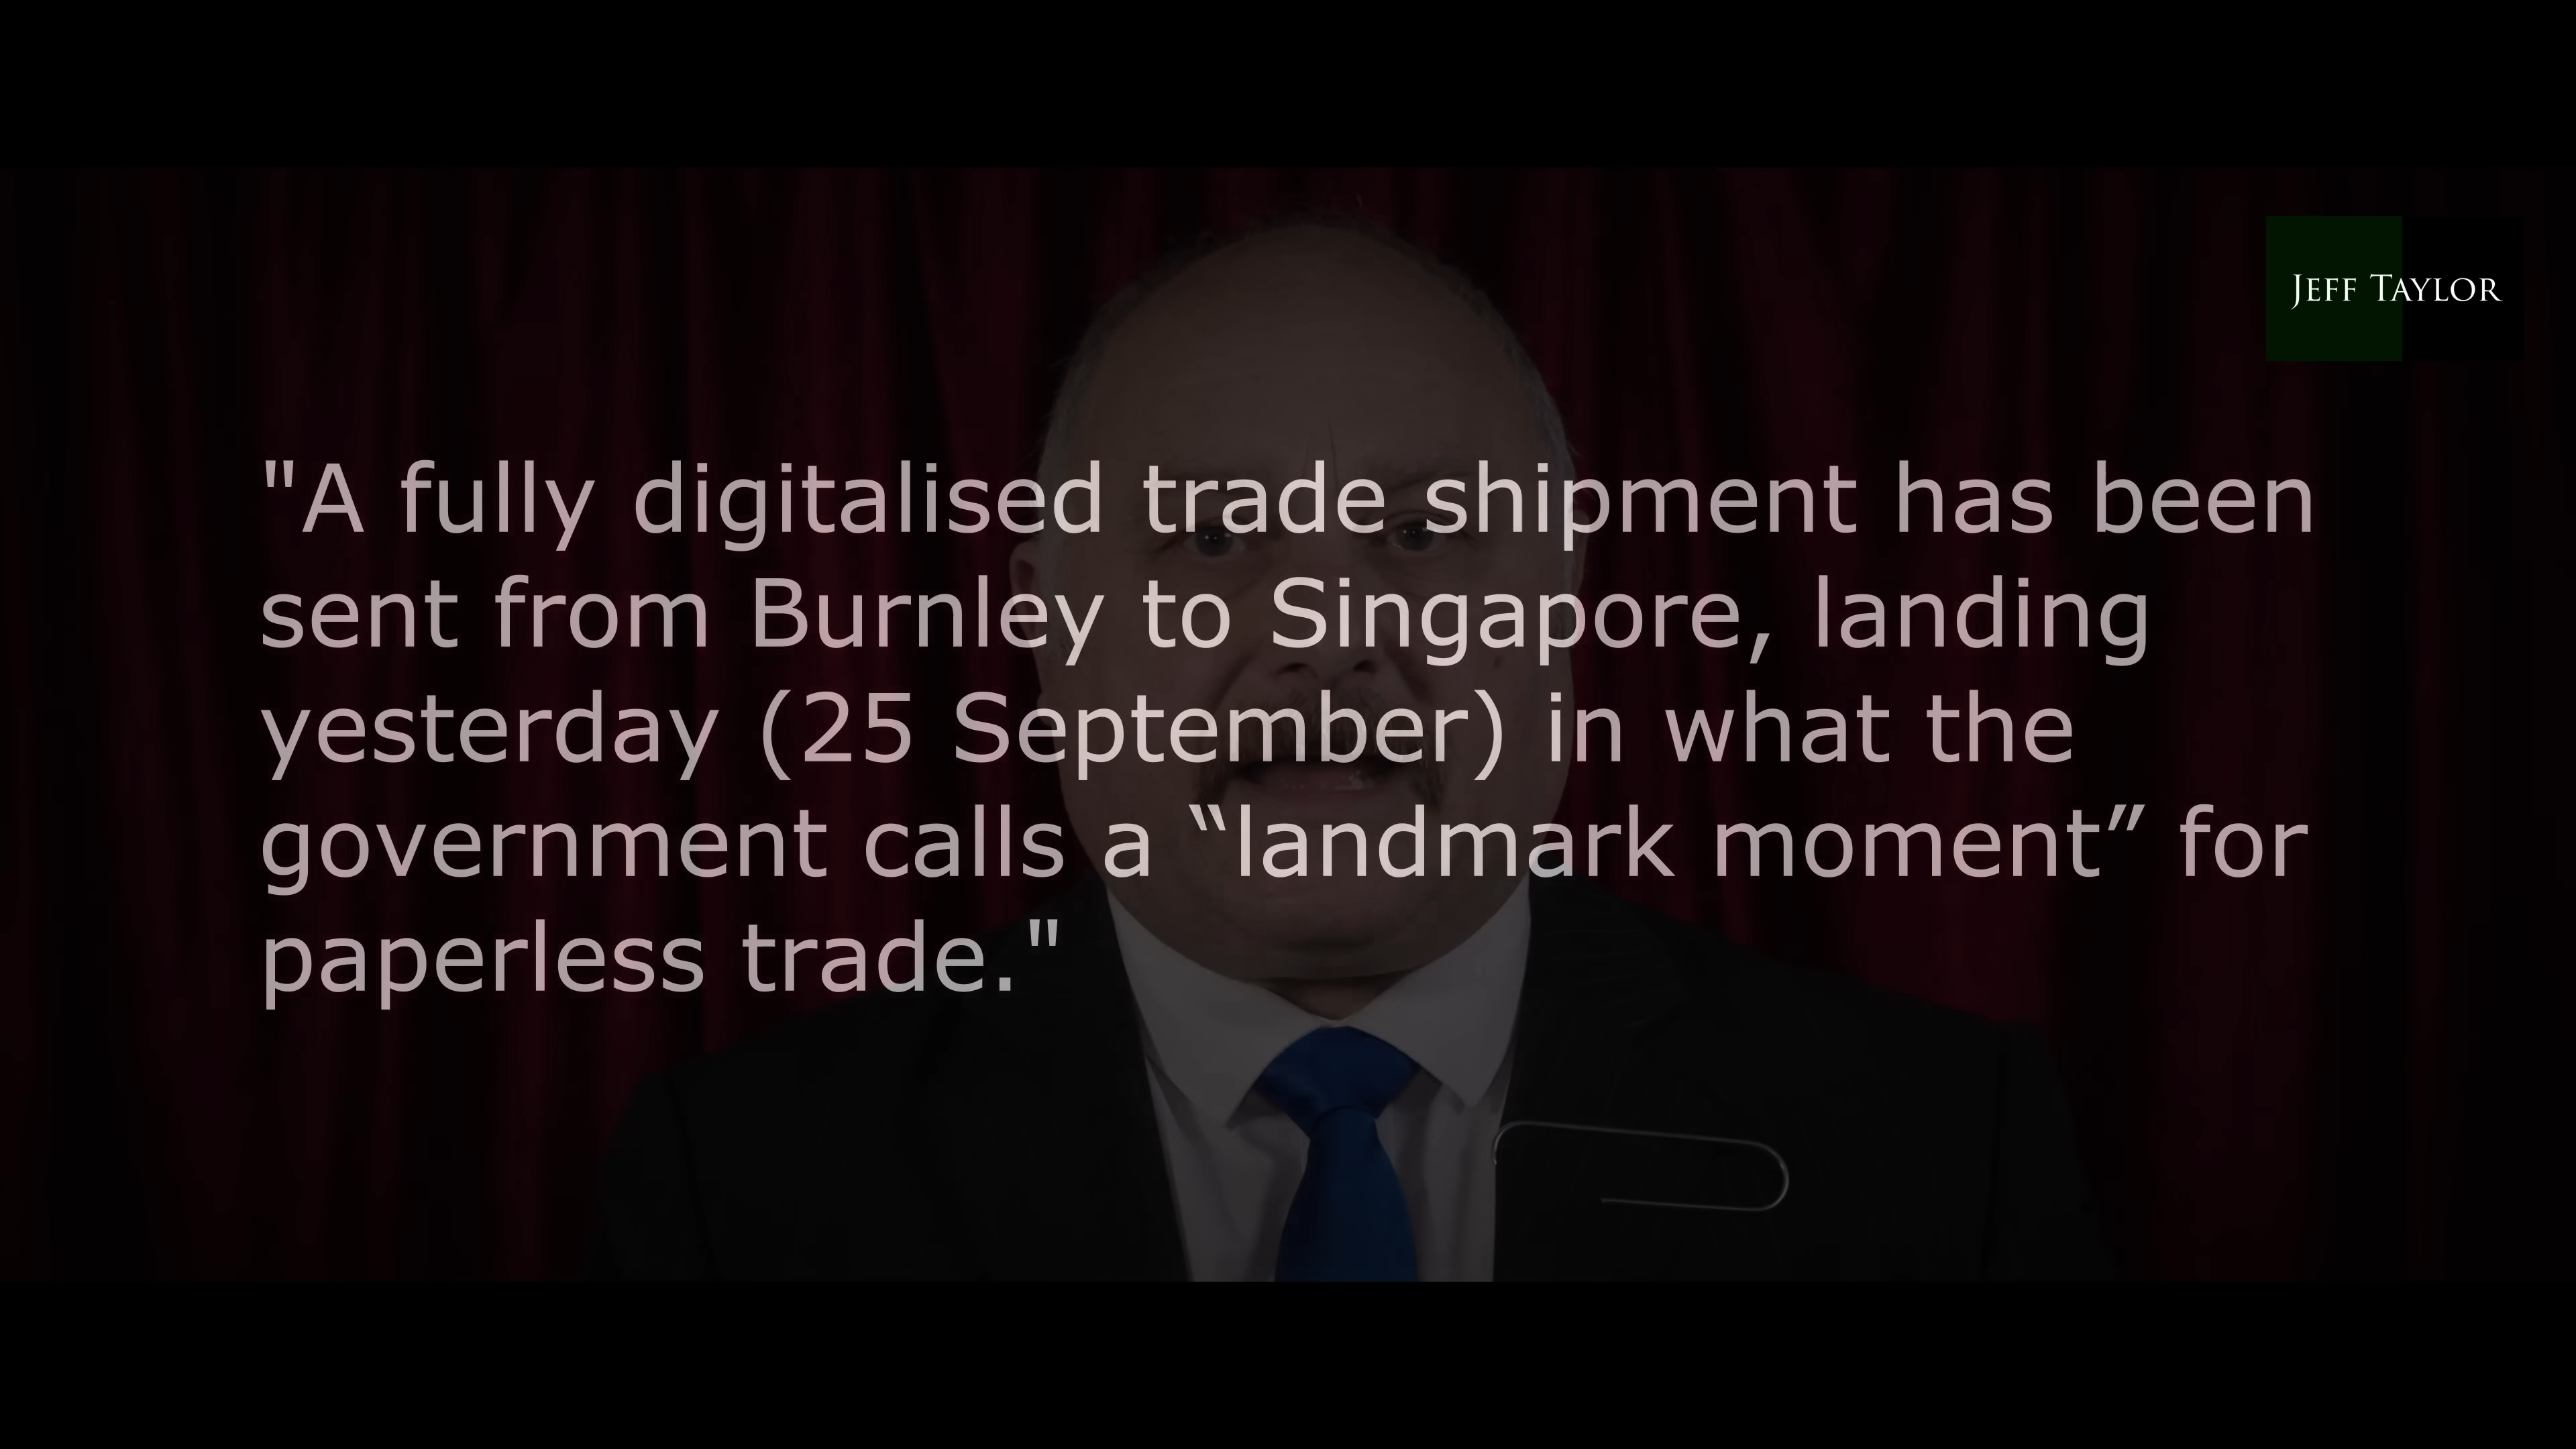 JEFF TAYLOR
"A fully digitalised trade shipment has been
sent from Burnley to Singapore, landing
yesterday (25 September) in what the
government calls a “landmark moment” for
paperless trade."